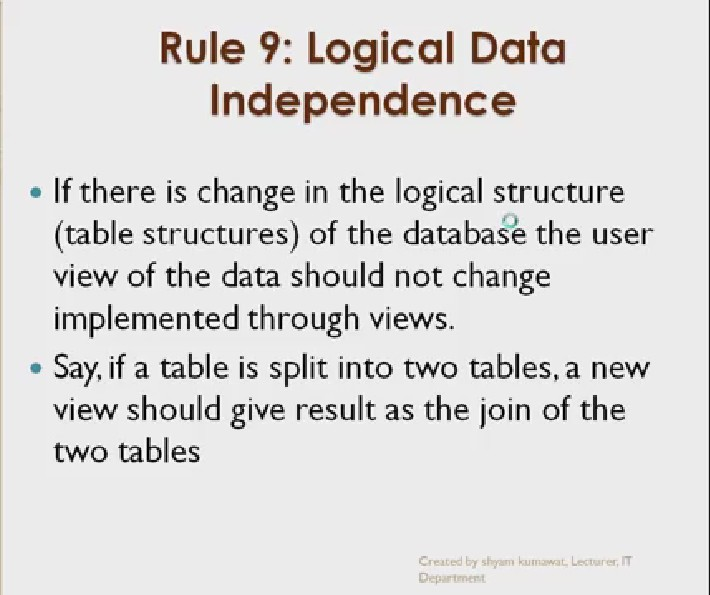 Rule 9: Logical Data
Independence
• If there is change in the logical structure
(table structures) of the database the user
view of the data should not change
implemented through views.
• Say, if a table is split into two tables, a new
view should give result as the join of the
two tables
Created by shyam kumawat, Lecturer, IT
Department